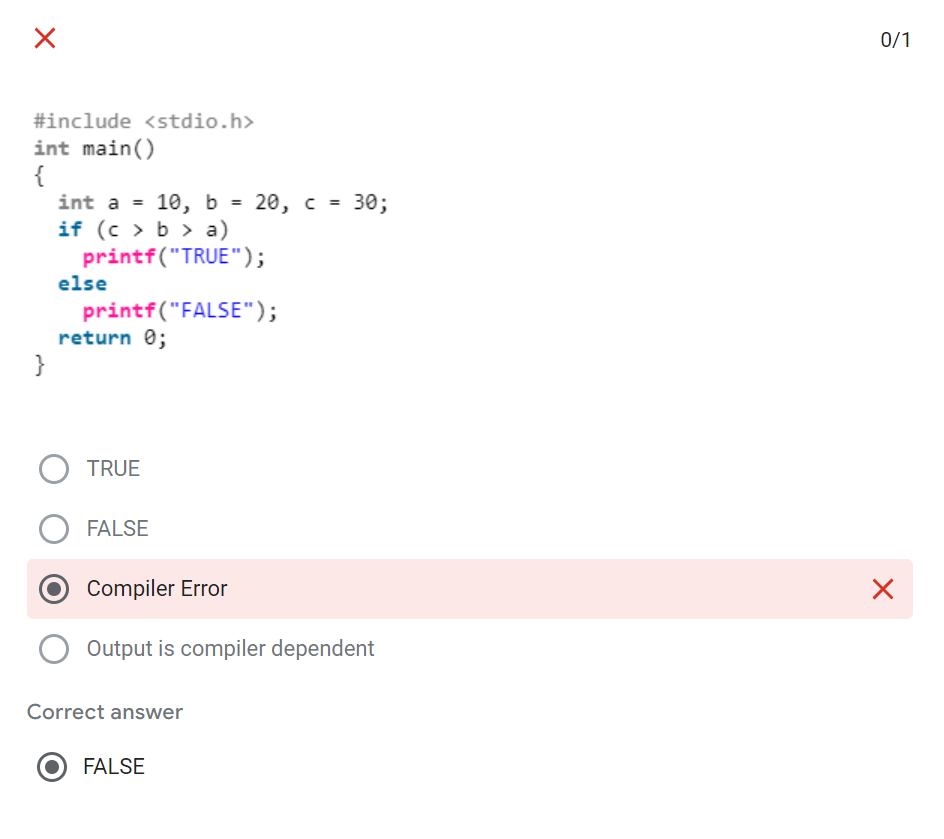 0/1
#include <stdio.h>
int main()
{
  int a = 10, b = 20, c = 30;
  if (c > b > a)
    printf("TRUE");
  else
    printf("FALSE");
  return 0;
}
TRUE
FALSE
Compiler Error
Output is compiler dependent
Correct answer
FALSE